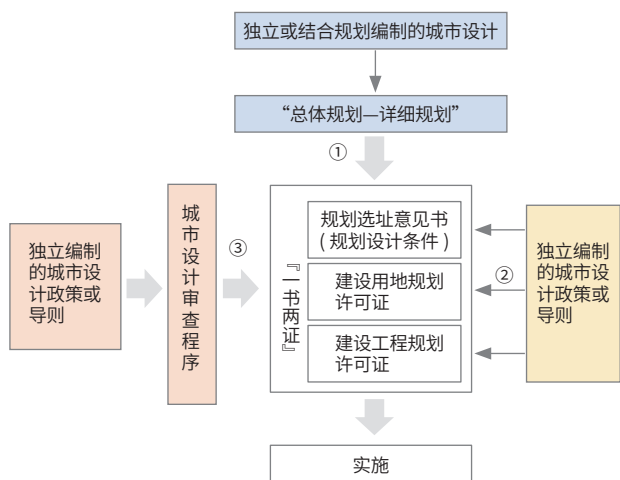 独立或结合规划编制的城市设计
“总体规划—详细规划”
①
城市设计审查程序
③
独立编制
的城市设
计政策或
导则
『一书两证』
规划选址意见书
(规划设计条件)
建设用地规划
许可证
建设工程规划
许可证
②
独立编制
的城市设
计政策或
导则
实施